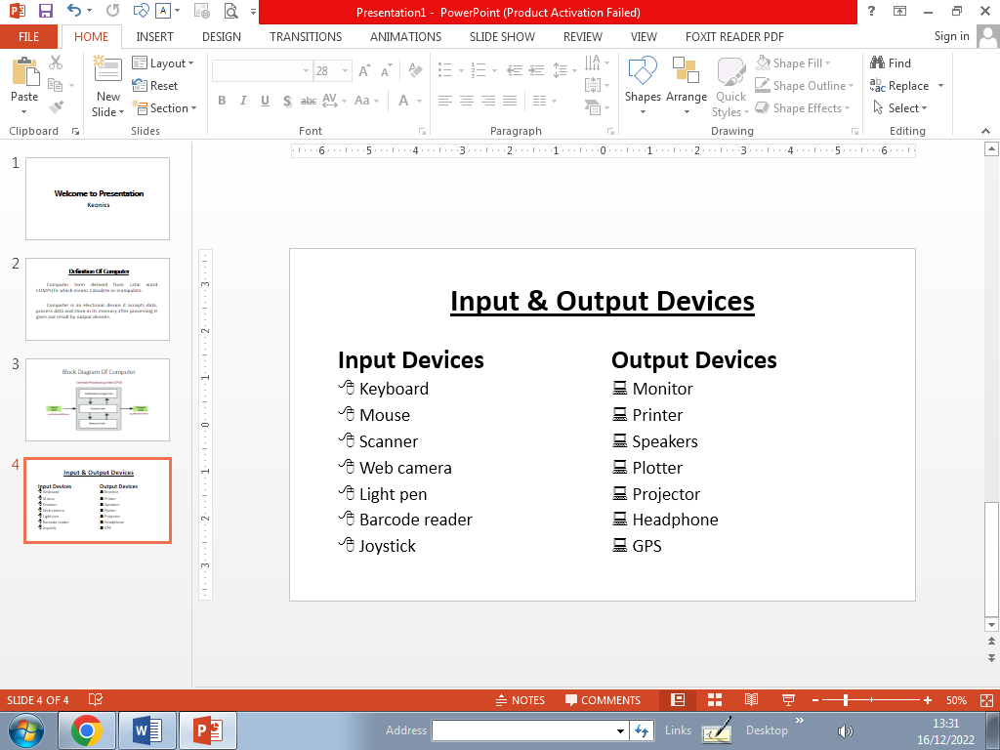 Presentation1 - PowerPoint (Product Activation Failed)
FILE HOME INSERT DESIGN TRANSITIONS ANIMATIONS SLIDE SHOW REVIEW VIEW FOXIT READER PDF Sign in
Paste
New Slide
Layout
Reset
Section
28
B I U S abc AV Aa A
Shapes
Arrange
Quick Styles
Shape Fill
Shape Outline
Shape Effects
Find
Replace
Select
Clipboard Slides Font Paragraph Drawing Editing
6 5 4 3 2 1 0 1 2 3 4 5 6
3 2 1 0 1 2 3
1
Welcome to Presentation
Keonics
2
Definition Of Computer
Computer term derived from Latin word
COMPUTE which means Calculate or manipulate.
Computer is an electronic device it accepts data,
process data and store in its memory after processing it
gives out result by output devices.
3
Block Diagram Of Computer
4
Input & Output Devices
Input Devices Output Devices
Keyboard Monitor
Mouse Printer
Scanner Speakers
Web camera Plotter
Light pen Projector
Barcode reader Headphone
Joystick GPS
Input & Output Devices
Input Devices Output Devices
Keyboard Monitor
Mouse Printer
Scanner Speakers
Web camera Plotter
Light pen Projector
Barcode reader Headphone
Joystick GPS
SLIDE 4 OF 4 NOTES COMMENTS 50%
Address Links Desktop
13:31
16/12/2022